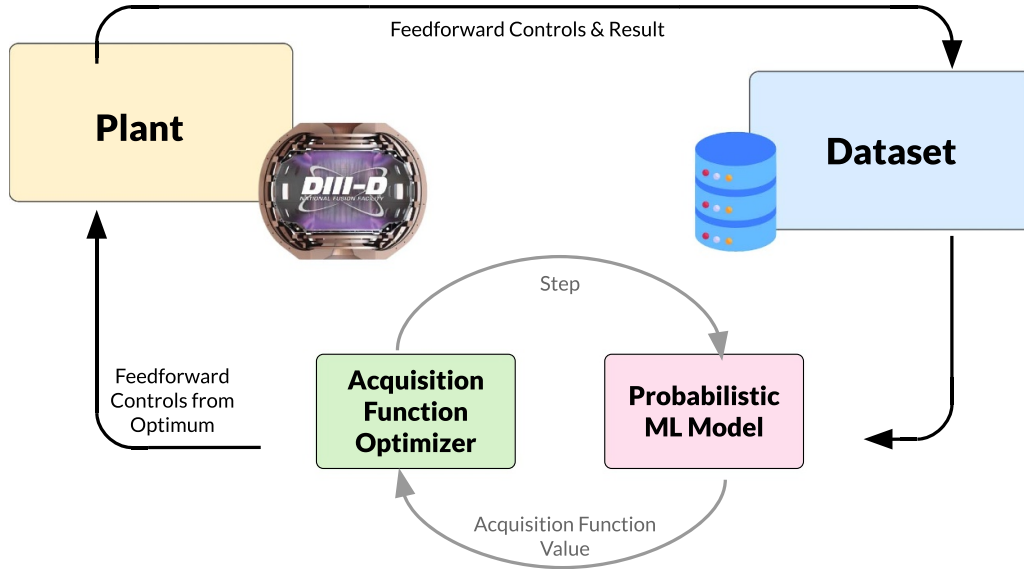 Feedforward Controls & Result
Plant
Dataset
DIII-D
NATIONAL FUSION FACILITY
Step
Feedforward
Controls from
Optimum
Acquisition
Function
Optimizer
Probabilistic
ML Model
Acquisition Function
Value